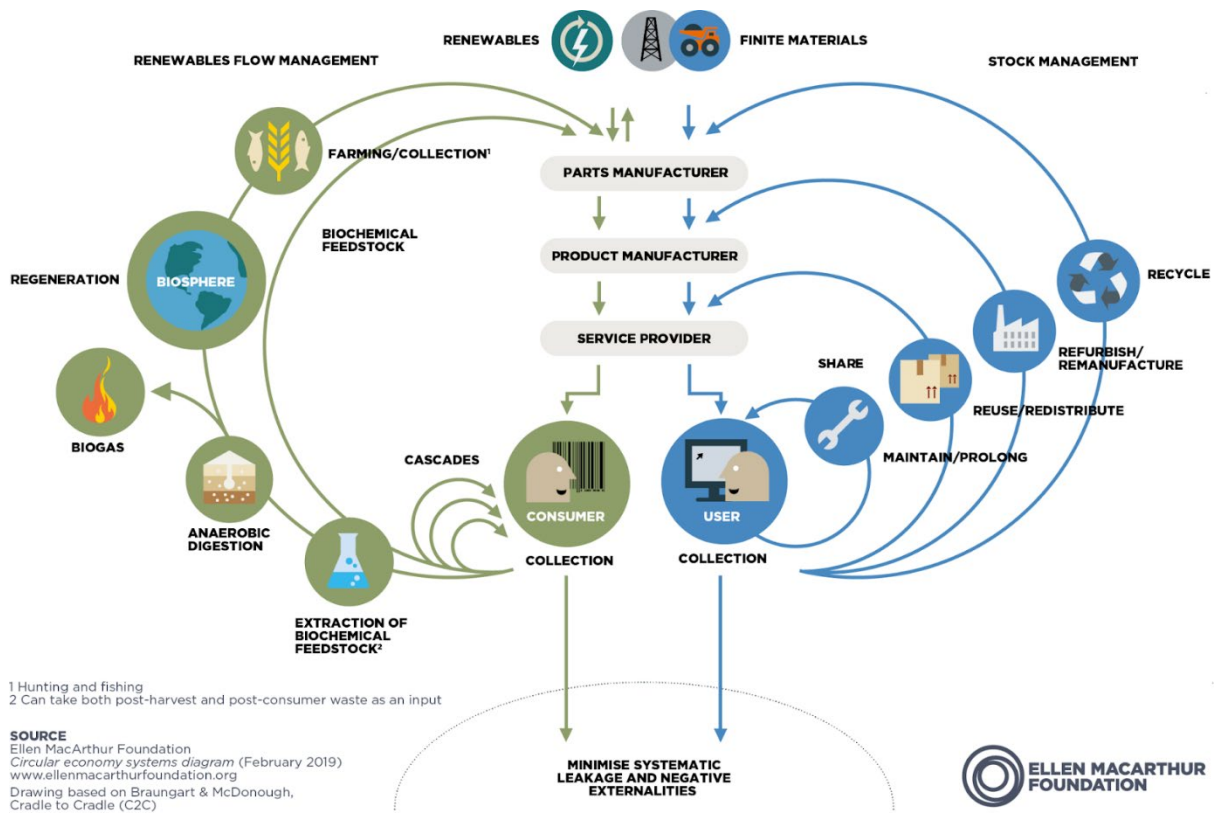 RENEWABLES
FINITE MATERIALS
RENEWABLES FLOW MANAGEMENT
STOCK MANAGEMENT
FARMING/COLLECTION¹
PARTS MANUFACTURER
BIOCHEMICAL
FEEDSTOCK
PRODUCT MANUFACTURER
REGENERATION
BIOSPHERE
RECYCLE
SERVICE PROVIDER
SHARE
REFURBISH/
REMANUFACTURE
REUSE/REDISTRIBUTE
BIOGAS
CASCADES
MAINTAIN/PROLONG
CONSUMER
USER
ANAEROBIC
DIGESTION
COLLECTION
COLLECTION
EXTRACTION OF
BIOCHEMICAL
FEEDSTOCK²
1 Hunting and fishing
2 Can take both post-harvest and post-consumer waste as an input
SOURCE
Ellen MacArthur Foundation
Circular economy systems diagram (February 2019)
www.ellenmacarthurfoundation.org
Drawing based on Braungart & McDonough,
Cradle to Cradle (C2C)
MINIMISE SYSTEMATIC
LEAKAGE AND NEGATIVE
EXTERNALITIES
ELLEN MACARTHUR
FOUNDATION